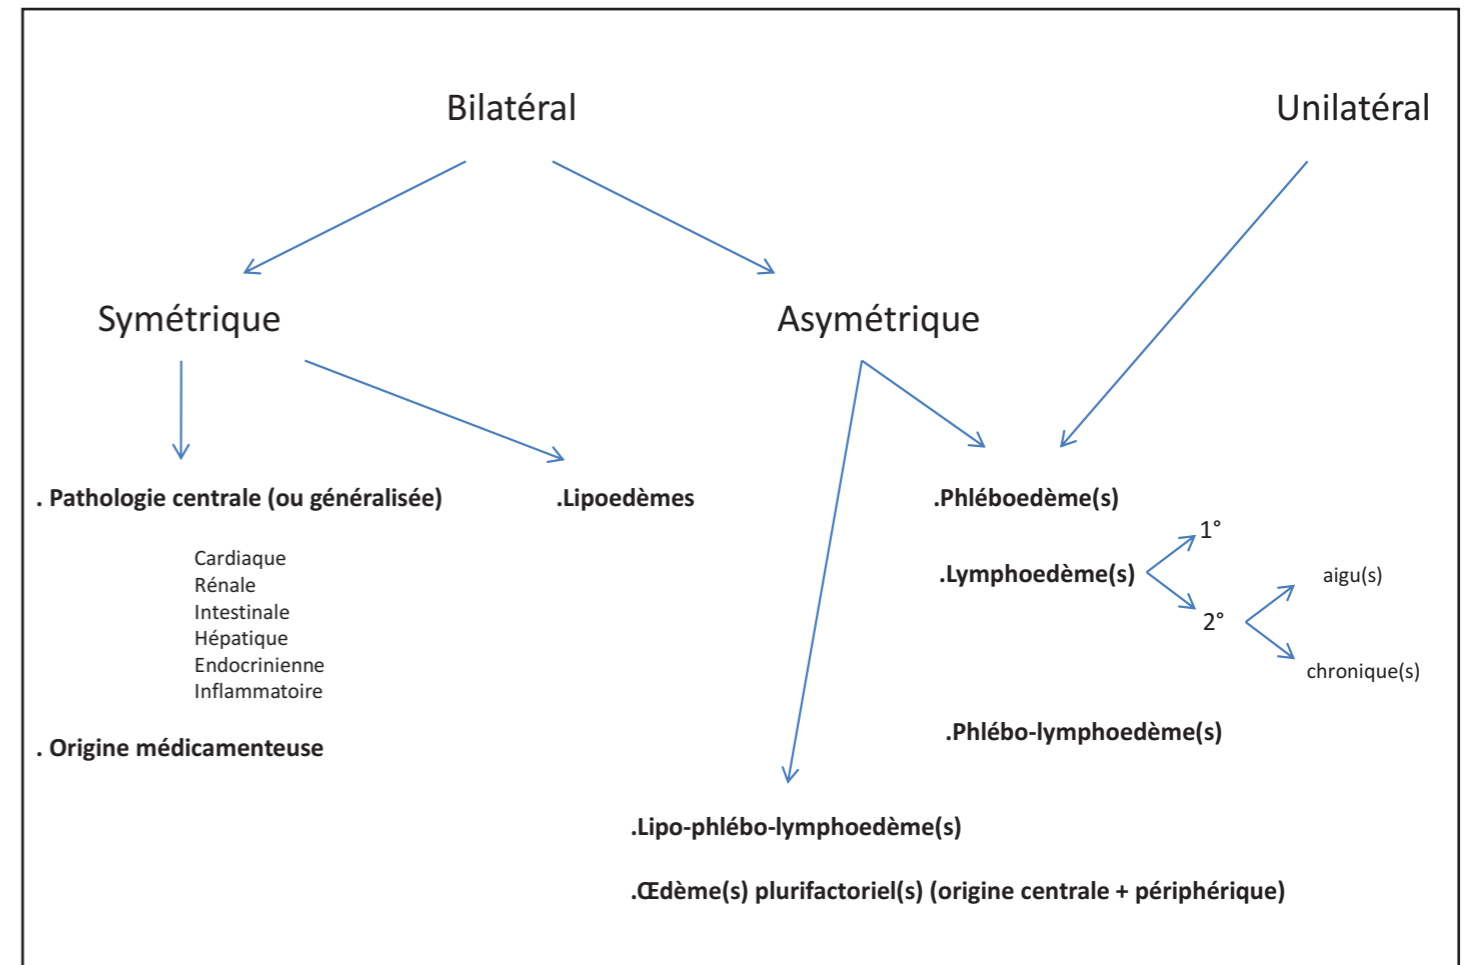 Bilatéral
Unilatéral
Symétrique
Asymétrique
. Pathologie centrale (ou généralisée)
Cardiaque
Rénale
Intestinale
Hépatique
Endocrinienne
Inflammatoire
. Origine médicamenteuse
.Lipoedèmes
.Phléboedème(s)
.Lymphoedème(s)
1°
2°
aigu(s)
chronique(s)
.Phlébo-lymphoedème(s)
.Lipo-phlébo-lymphoedème(s)
.Œdème(s) plurifactoriel(s) (origine centrale + périphérique)